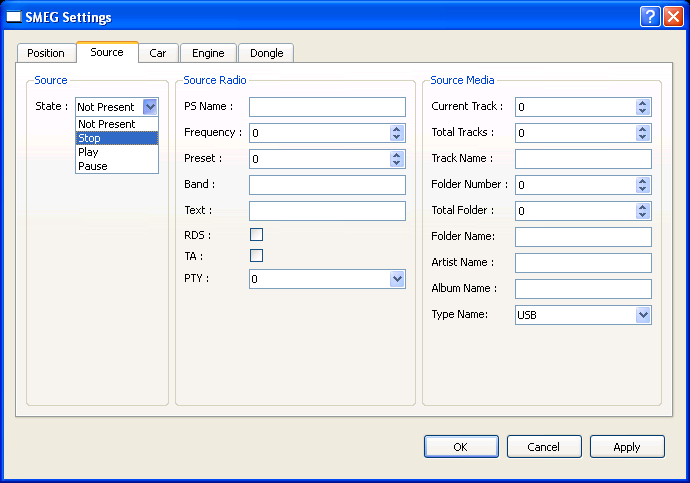 SMEG Settings
Position Source Car Engine Dongle
Source
State : Not Present
Not Present
Stop
Play
Pause
Source Radio
PS Name :
Frequency : 0
Preset : 0
Band :
Text :
RDS :
TA :
PTY : 0
Source Media
Current Track : 0
Total Tracks : 0
Track Name :
Folder Number : 0
Total Folder : 0
Folder Name:
Artist Name :
Album Name :
Type Name: USB
OK Cancel Apply